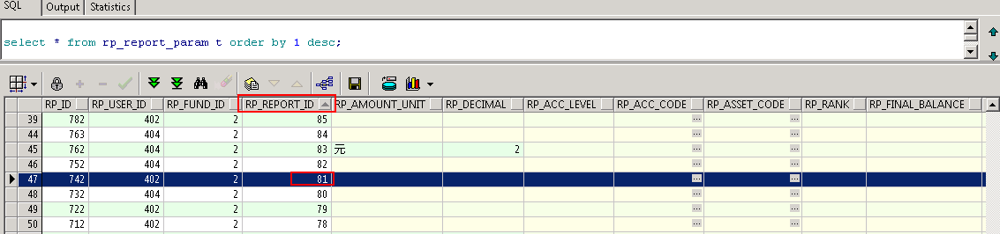 SQL Output Statistics
select * from rp_report_param t order by 1 desc;
RP_ID RP_USER_ID RP_FUND_ID RP_REPORT_ID RP_AMOUNT_UNIT RP_DECIMAL RP_ACC_LEVEL RP_ACC_CODE RP_ASSET_CODE RP_RANK RP_FINAL_BALANCE
39 782 402 2 85 ... ...
44 763 404 2 84 ... ...
45 762 404 2 83 元 2 ... ...
46 752 404 2 82 ... ...
47 742 402 2 81 ... ...
48 732 404 2 80 ... ...
49 722 402 2 79 ... ...
50 712 402 2 78 ... ...